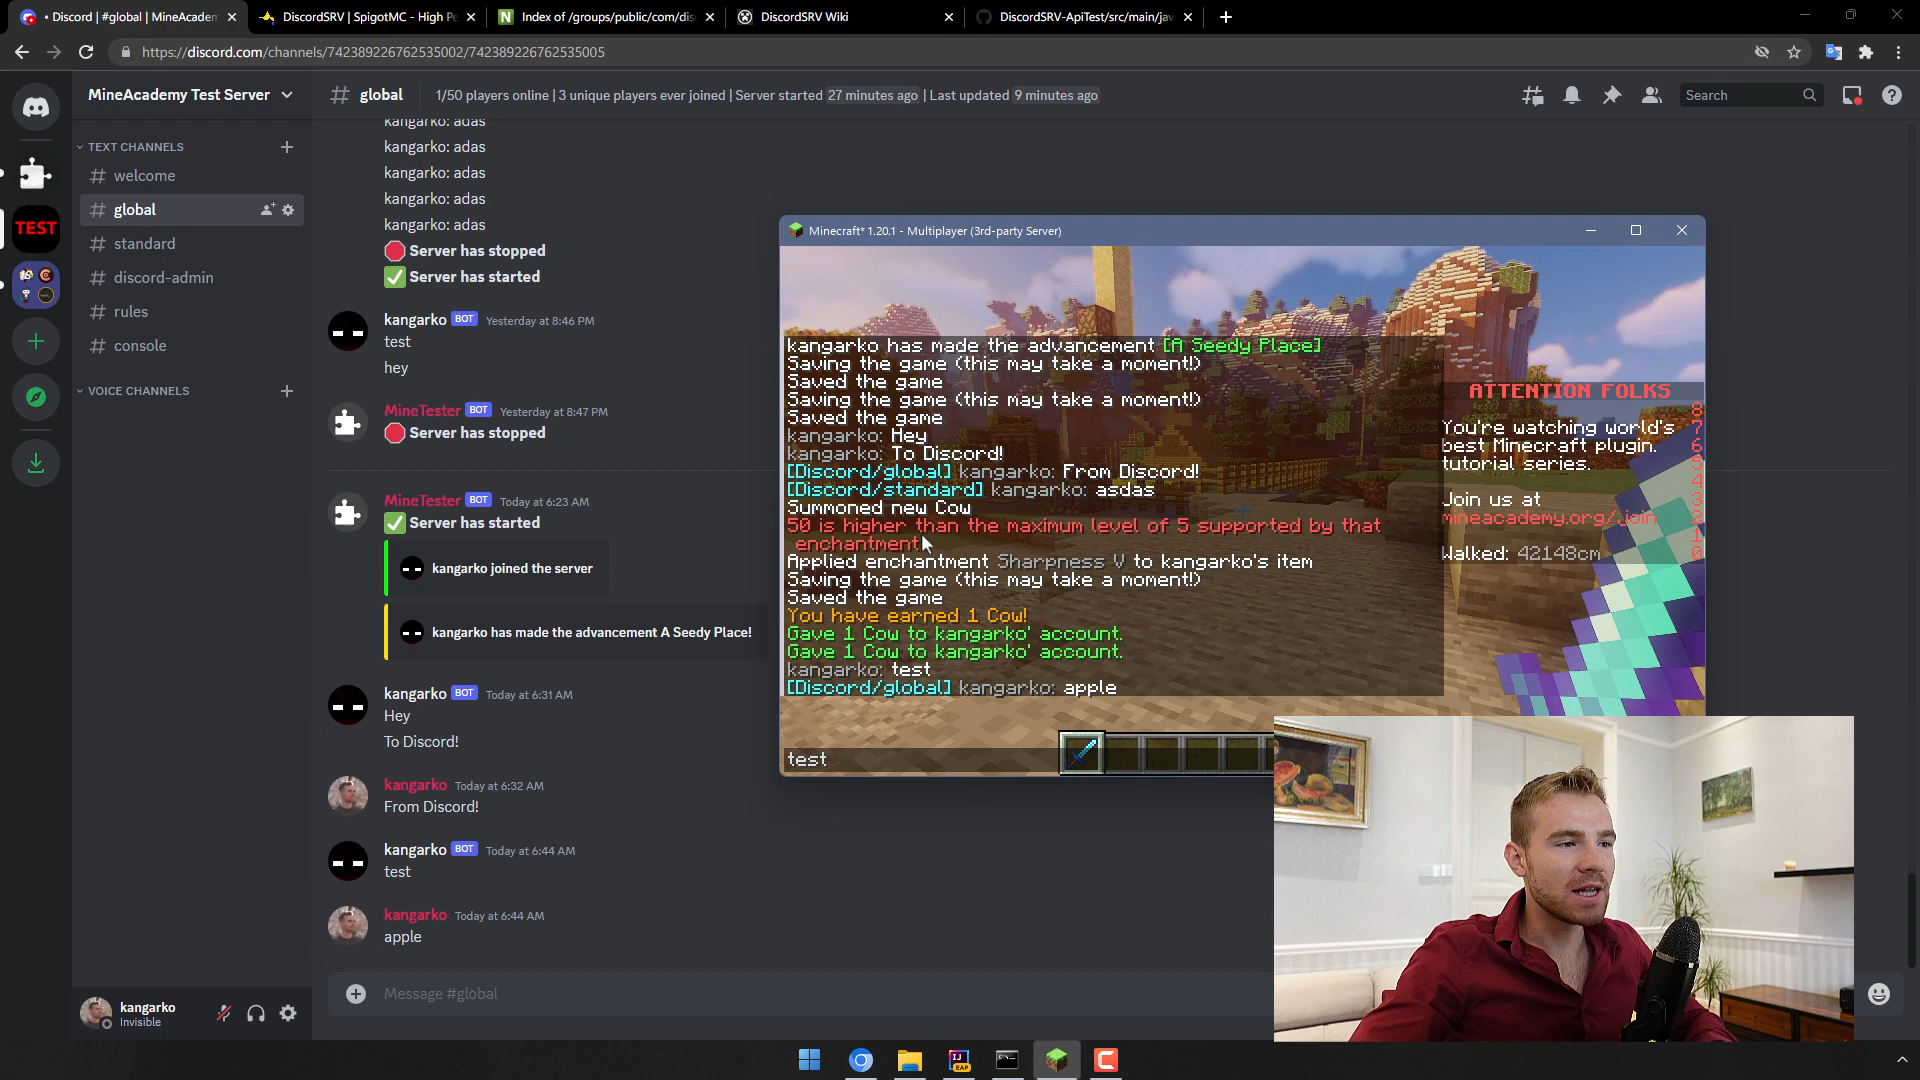 • Discord | #global | MineAcadem
DiscordSRV | SpigotMC - High Pe
Index of /groups/public/com/dis
DiscordSRV Wiki
DiscordSRV-ApiTest/src/main/jav
https://discord.com/channels/742389226762535002/742389226762535005
MineAcademy Test Server
global
1/50 players online | 3 unique players ever joined | Server started 27 minutes ago | Last updated 9 minutes ago
Search
TEXT CHANNELS
welcome
global
standard
discord-admin
rules
console
VOICE CHANNELS
TEST
kangarko: adas
kangarko: adas
kangarko: adas
kangarko: adas
kangarko: adas
Server has stopped
Server has started
kangarko BOT Yesterday at 8:46 PM
test
hey
MineTester BOT Yesterday at 8:47 PM
Server has stopped
MineTester BOT Today at 6:23 AM
Server has started
kangarko joined the server
kangarko has made the advancement A Seedy Place!
kangarko BOT Today at 6:31 AM
Hey
To Discord!
kangarko Today at 6:32 AM
From Discord!
kangarko BOT Today at 6:44 AM
test
kangarko Today at 6:44 AM
apple
Message #global
kangarko
Invisible
Minecraft* 1.20.1 - Multiplayer (3rd-party Server)
kangarko has made the advancement [A Seedy Place]
Saving the game (this may take a moment!)
Saved the game
Saving the game (this may take a moment!)
Saved the game
kangarko: Hey
kangarko: To Discord!
[Discord/global] kangarko: From Discord!
[Discord/standard] kangarko: asdas
Summoned new Cow
50 is higher than the maximum level of 5 supported by that
enchantment
Applied enchantment Sharpness V to kangarko's item
Saving the game (this may take a moment!)
Saved the game
You have earned 1 Cow!
Gave 1 Cow to kangarko' account.
Gave 1 Cow to kangarko' account.
kangarko: test
[Discord/global] kangarko: apple
test
ATTENTION FOLKS
8
You're watching world's 7
best Minecraft plugin. 6
tutorial series. 5
4
Join us at 3
mineacademy.org/join 2
1
Walked: 42148cm 0
IJ
EAP